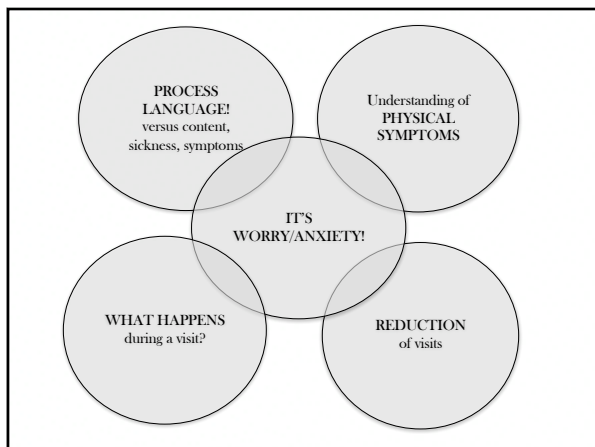 PROCESS
LANGUAGE!
versus content,
sickness, symptoms
Understanding of
PHYSICAL
SYMPTOMS
IT'S
WORRY/ANXIETY!
WHAT HAPPENS
during a visit?
REDUCTION
of visits